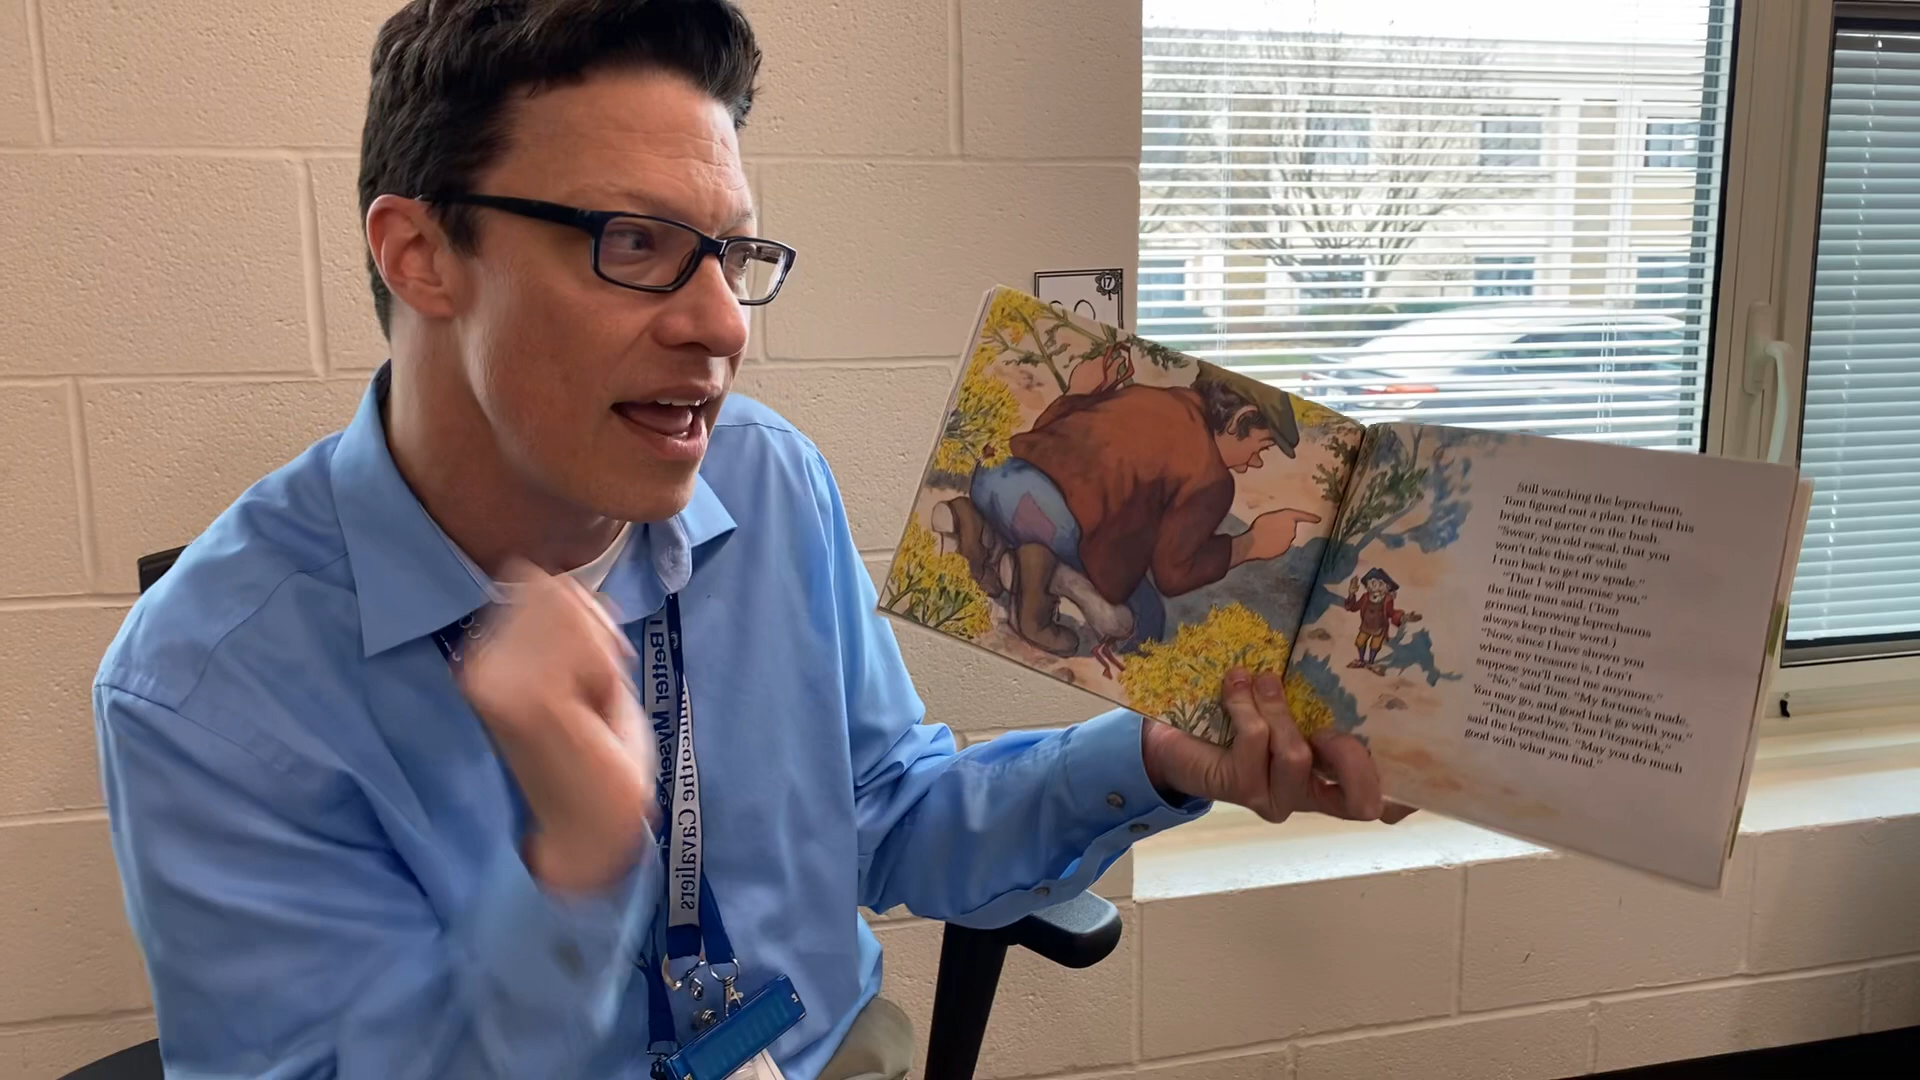 17
Still watching the leprechaun,
Tom figured out a plan. He tied his
bright red garter on the bush.
"Swear, you old rascal, that you
won't take this off while
I run back to get my spade."
"That I will promise you,"
the little man said. (Tom
grinned, knowing leprechauns
always keep their word.)
"Now, since I have shown you
where my treasure is, I don't
suppose you'll need me anymore."
"No," said Tom. "My fortune's made.
You may go, and good luck go with you."
"Then good-bye, Tom Fitzpatrick,"
said the leprechaun. "May you do much
good with what you find."
I Better Myself
Chillicothe Cavaliers